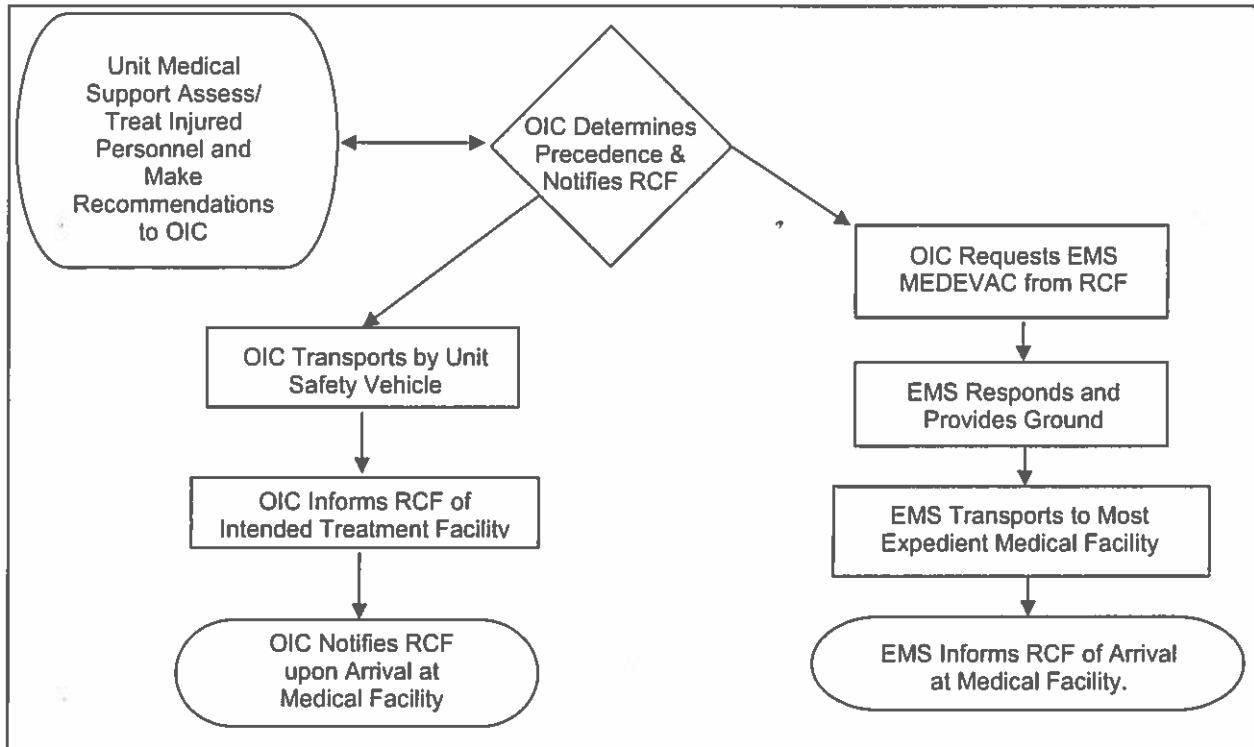 Unit Medical
Support Assess/
Treat Injured
Personnel and
Make
Recommendations
to OIC
OIC Determines
Precedence &
Notifies RCF
OIC Transports by Unit
Safety Vehicle
OIC Informs RCF of
Intended Treatment Facility
OIC Notifies RCF
upon Arrival at
Medical Facility
OIC Requests EMS
MEDEVAC from RCF
EMS Responds and
Provides Ground
EMS Transports to Most
Expedient Medical Facility
EMS Informs RCF of Arrival
at Medical Facility.